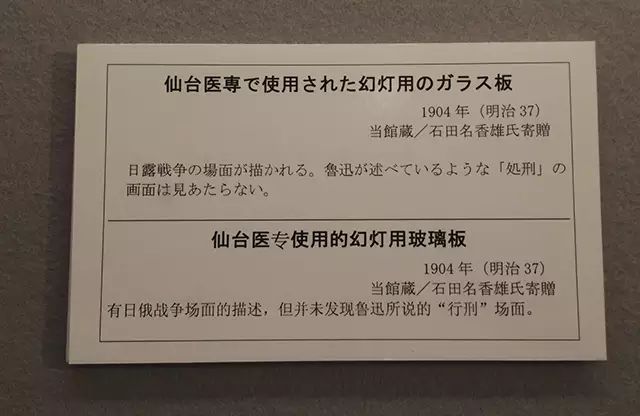 仙台医専で使用された幻灯用のガラス板
1904年（明治37）
当館蔵／石田名香雄氏寄贈
日露戦争の場面が描かれる。魯迅が述べているような「処刑」の
画面は見あたらない。
仙台医专使用的幻灯用玻璃板
1904年（明治37）
当館蔵／石田名香雄氏寄贈
有日俄战争场面的描述，但并未发现鲁迅所说的“行刑”场面。